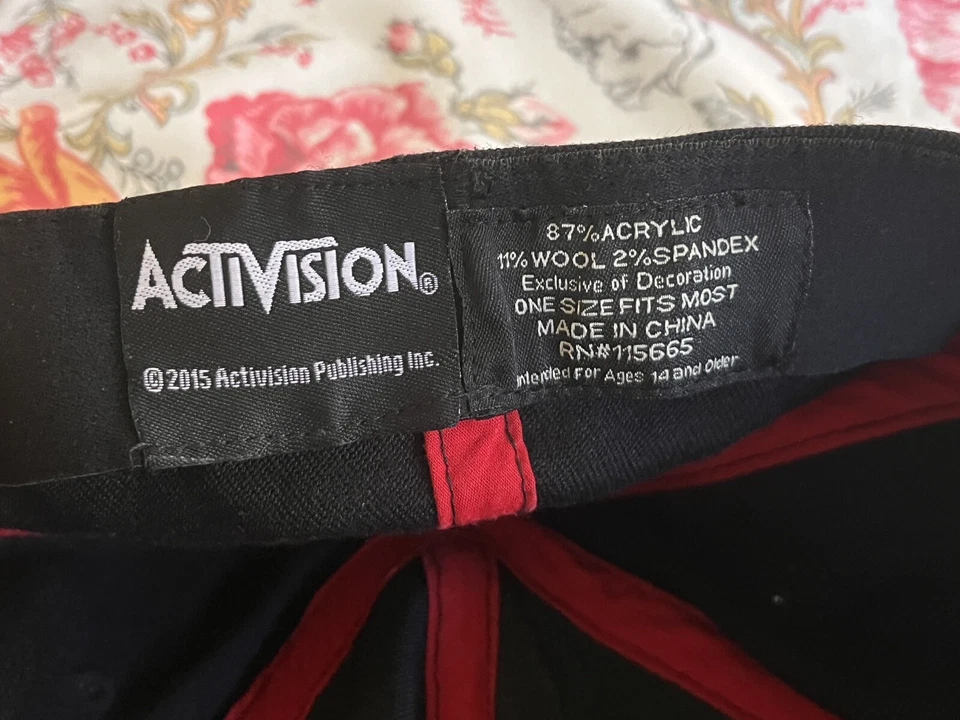 ACTIVISION®
©2015 Activision Publishing Inc.
87% ACRYLIC
11% WOOL 2% SPANDEX
Exclusive of Decoration
ONE SIZE FITS MOST
MADE IN CHINA
RN#115665
Intended For Ages 14 and Older